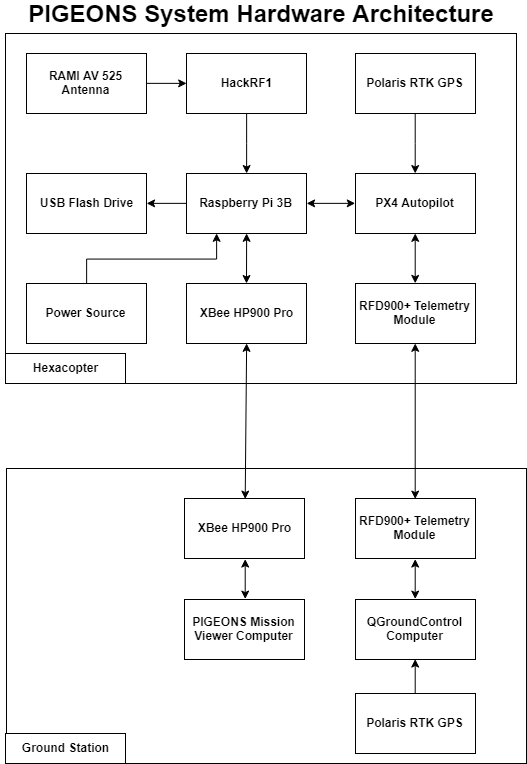 PIGEONS System Hardware Architecture
RAMI AV 525
Antenna
HackRF1
Polaris RTK GPS
USB Flash Drive
Raspberry Pi 3B
PX4 Autopilot
Power Source
XBee HP900 Pro
RFD900+ Telemetry
Module
Hexacopter
XBee HP900 Pro
RFD900+ Telemetry
Module
PIGEONS Mission
Viewer Computer
QGroundControl
Computer
Polaris RTK GPS
Ground Station